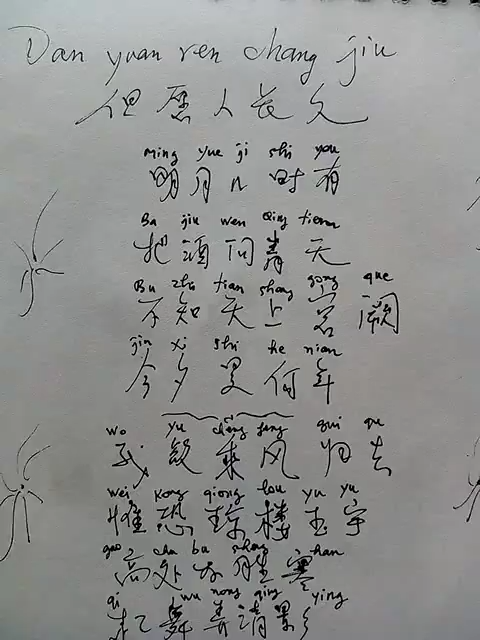 Dan yuan ren chang jiu
但愿人长久
ming yue ji shi you
明月几时有
Ba jiu wen Qing tian
把酒问青天
Bu zhi tian shang gong que
不知天上宫阙
jin xi shi he nian
今夕是何年
wo yu cheng feng gui qu
我欲乘风归去
wei kong qiong lou yu yu
惟恐琼楼玉宇
gao chu bu sheng han
高处不胜寒
qi wu nong qing ying
起舞弄清影